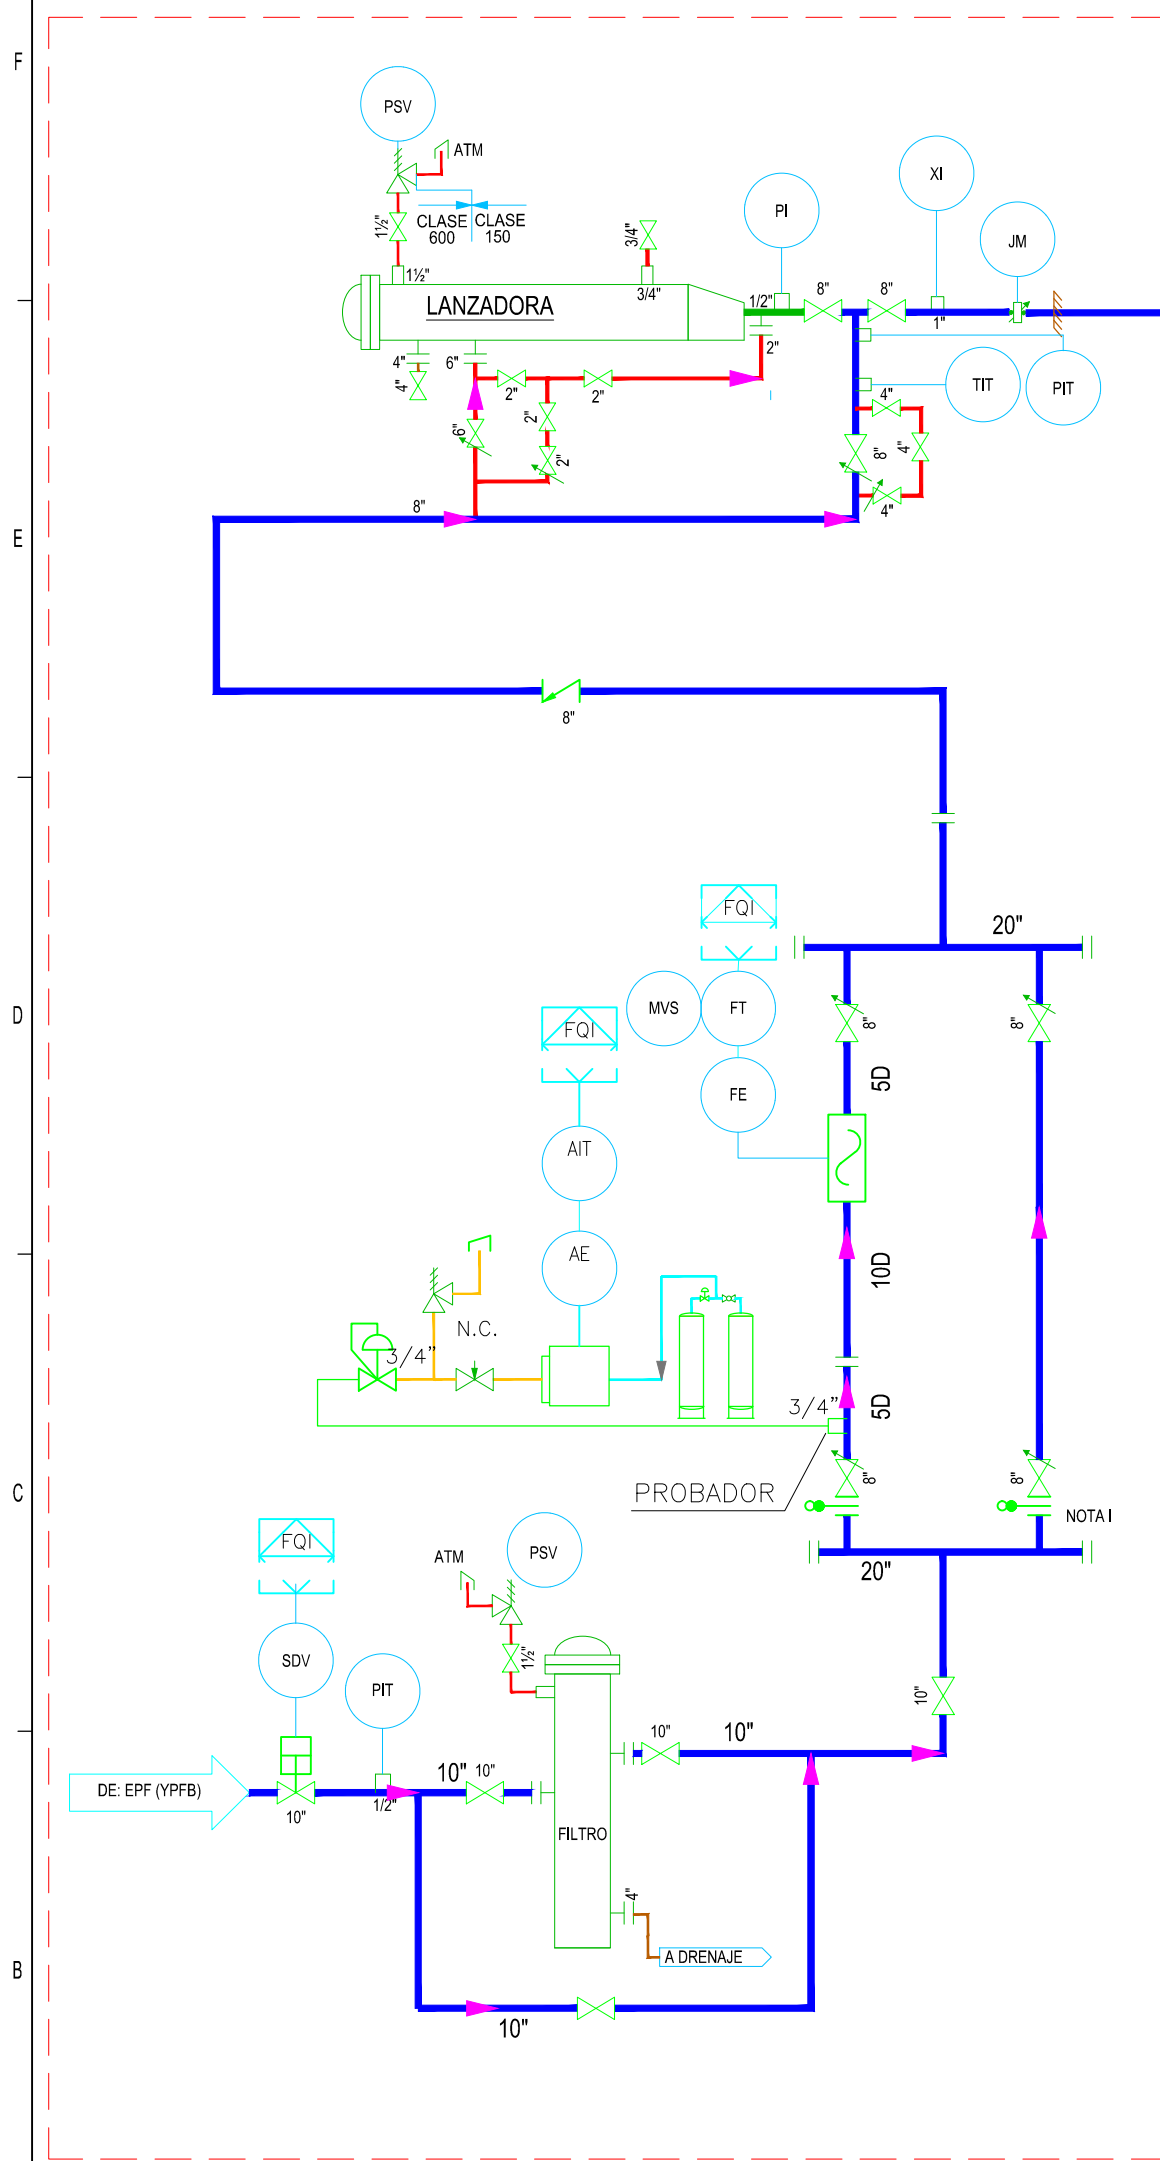 F
PSV
ATM
1½"
CLASE
600
CLASE
150
3/4"
1½"
3/4"
LANZADORA
PI
XI
JM
1/2"
8"
8"
1"
2"
4"
6"
4"
2"
2"
TIT
PIT
6"
2"
2"
4"
8"
4"
4"
8"
E
8"
20"
FQI
MVS
FT
D
FQI
8"
8"
5D
FE
AIT
AE
10D
N.C.
3/4"
3/4"
5D
PROBADOR
8"
8"
C
NOTA I
FQI
ATM
PSV
20"
SDV
1½"
PIT
10"
10"
10"
DE: EPF (YPFB)
10"
1/2"
10"
10"
FILTRO
4"
A DRENAJE
B
10"